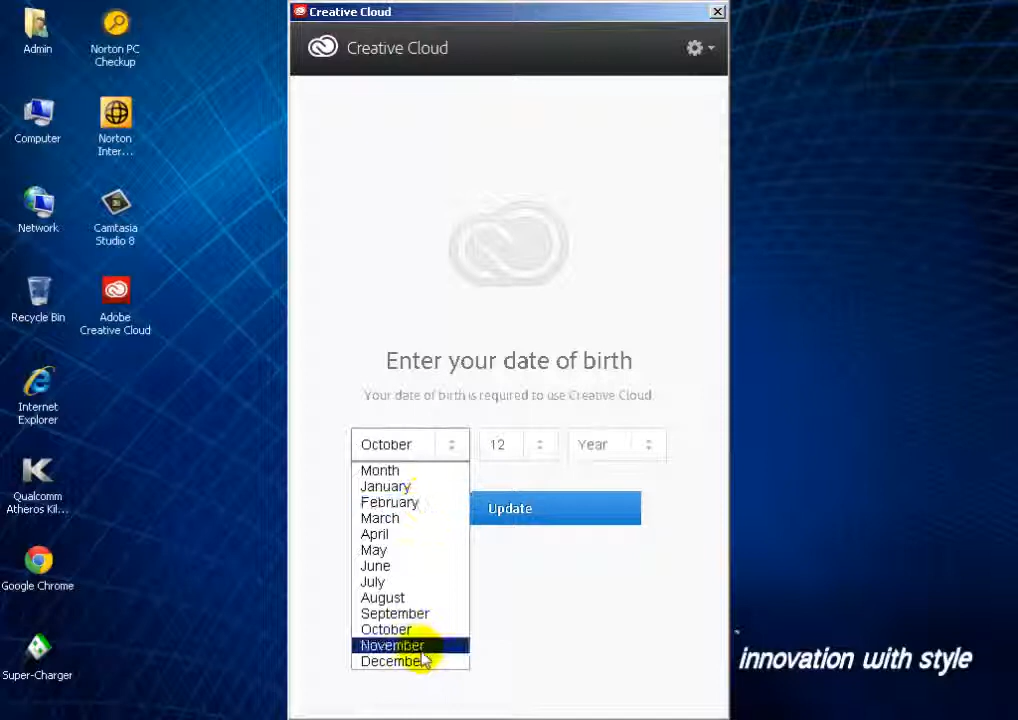 Creative Cloud
Creative Cloud
Admin
Norton PC
Checkup
Computer
Norton
Inter...
Network
Camtasia
Studio 8
Recycle Bin
Adobe
Creative Cloud
Internet
Explorer
Qualcomm
Atheros Kil...
Google Chrome
Super-Charger
Enter your date of birth
Your date of birth is required to use Creative Cloud.
October 12 Year
Month
January
February
March
April
May
June
July
August
September
October
November
December
Update
innovation with style